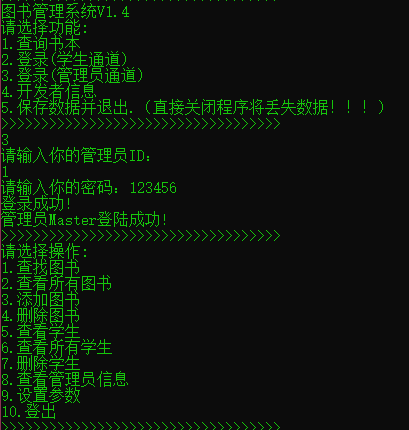 图书管理系统V1.4
请选择功能:
1.查询书本
2.登录(学生通道)
3.登录(管理员通道)
4.开发者信息
5.保存数据并退出.(直接关闭程序将丢失数据！！！)
>>>>>>>>>>>>>>>>>>>>>>>>>>>>>>>>>>>
3
请输入你的管理员ID:
1
请输入你的密码: 123456
登录成功!
管理员Master登陆成功!
>>>>>>>>>>>>>>>>>>>>>>>>>>>>>>>>>>>
请选择操作:
1.查找图书
2.查看所有图书
3.添加图书
4.删除图书
5.查看学生
6.查看所有学生
7.删除学生
8.查看管理员信息
9.设置参数
10.登出
>>>>>>>>>>>>>>>>>>>>>>>>>>>>>>>>>>>